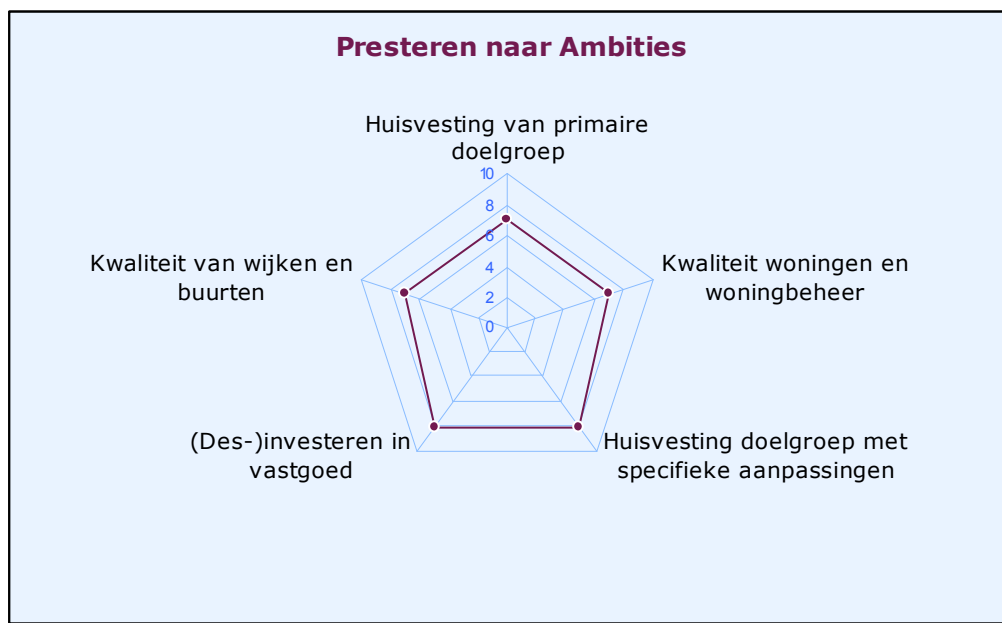 Presteren naar Ambities
Huisvesting van primaire
doelgroep
10
8
6
4
2
0
Kwaliteit van wijken en
buurten
Kwaliteit woningen en
woningbeheer
(Des-)investeren in
vastgoed
Huisvesting doelgroep met
specifieke aanpassingen